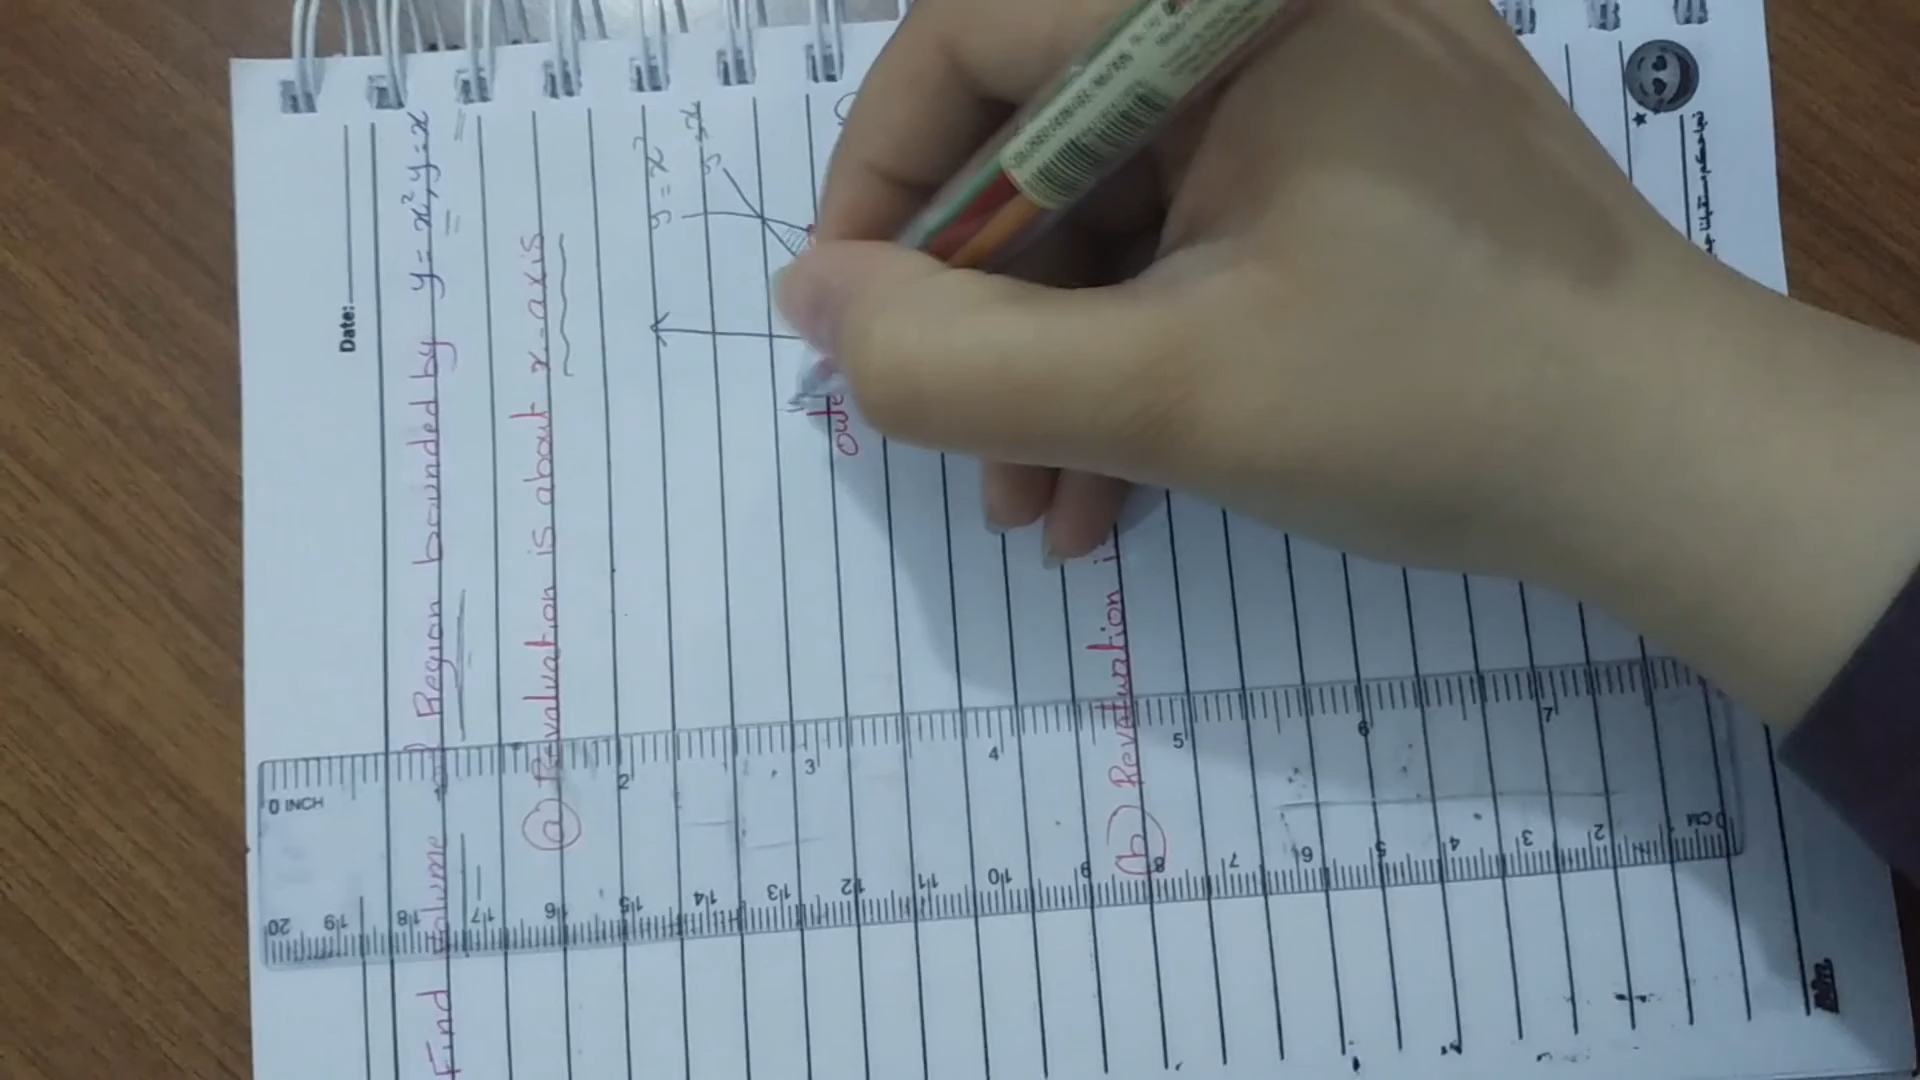 Date:
Find volume → Region bounded by y = x², y = x
(a) Revaluation is about x-axis
y = x²
y = x
oute
(b) Revaluation i
0 INCH 2 3 4 5 6 7
20 19 18 17 16 15 14 13 12 11 10 9 8 7 6 5 4 3 2 0 CM